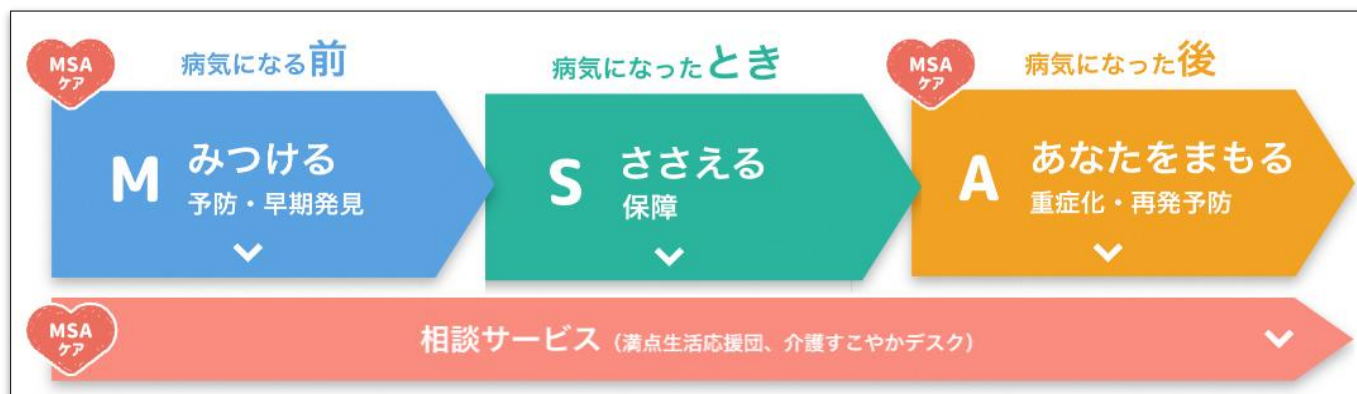 MSA
ケア
病気になる前
M
みつける
予防・早期発見
病気になったとき
S
ささえる
保障
MSA
ケア
病気になった後
A
あなたをまもる
重症化・再発予防
MSA
ケア
相談サービス（満点生活応援団、介護すこやかデスク）